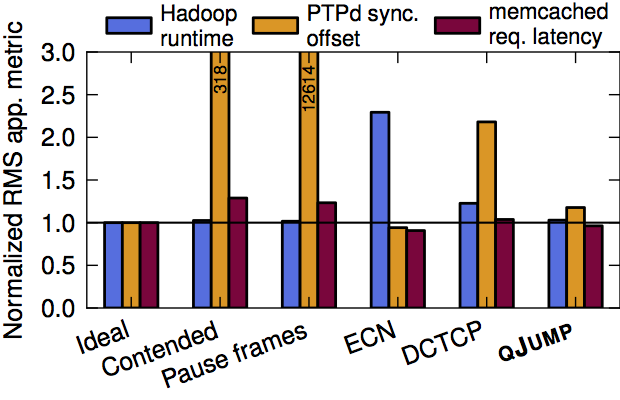 Hadoop runtime
PTPd sync. offset
memcached req. latency
Normalized RMS app. metric
3.0
2.5
2.0
1.5
1.0
0.5
0.0
318
12614
Ideal
Contended
Pause frames
ECN
DCTCP
QJUMP